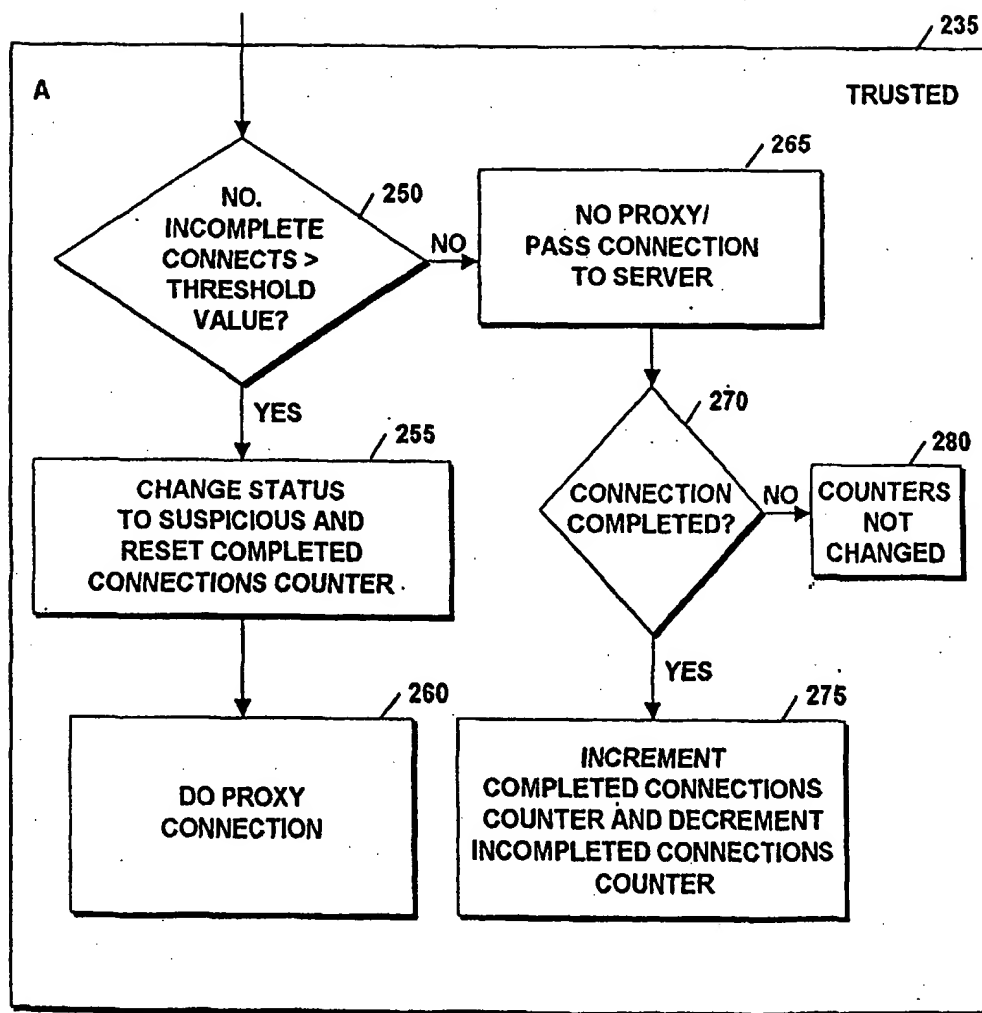 235
A
TRUSTED
NO.
INCOMPLETE
CONNECTS >
THRESHOLD
VALUE?
250
NO
265
NO PROXY/
PASS CONNECTION
TO SERVER
YES
255
CHANGE STATUS
TO SUSPICIOUS AND
RESET COMPLETED
CONNECTIONS COUNTER
270
CONNECTION
COMPLETED?
NO
280
COUNTERS
NOT
CHANGED
YES
260
DO PROXY
CONNECTION
275
INCREMENT
COMPLETED CONNECTIONS
COUNTER AND DECREMENT
INCOMPLETED CONNECTIONS
COUNTER